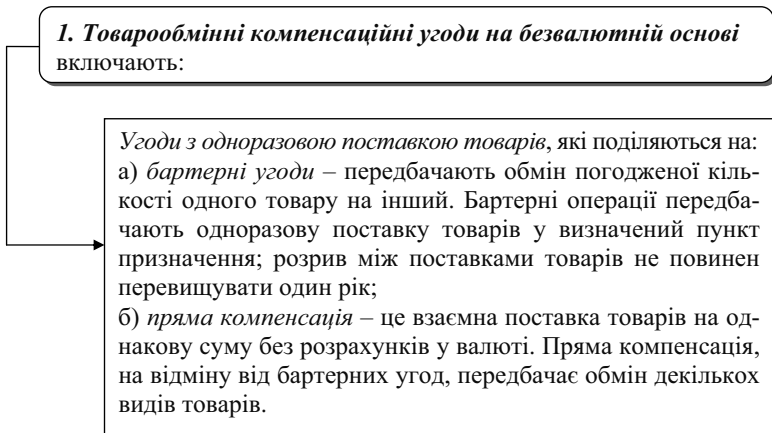 1. Товарообмінні компенсаційні угоди на безвалютній основі
включають:
Угоди з одноразовою поставкою товарів, які поділяються на:
а) бартерні угоди – передбачають обмін погодженої кіль-
кості одного товару на інший. Бартерні операції передба-
чають одноразову поставку товарів у визначений пункт
призначення; розрив між поставками товарів не повинен
перевищувати один рік;
б) пряма компенсація – це взаємна поставка товарів на од-
накову суму без розрахунків у валюті. Пряма компенсація,
на відміну від бартерних угод, передбачає обмін декількох
видів товарів.